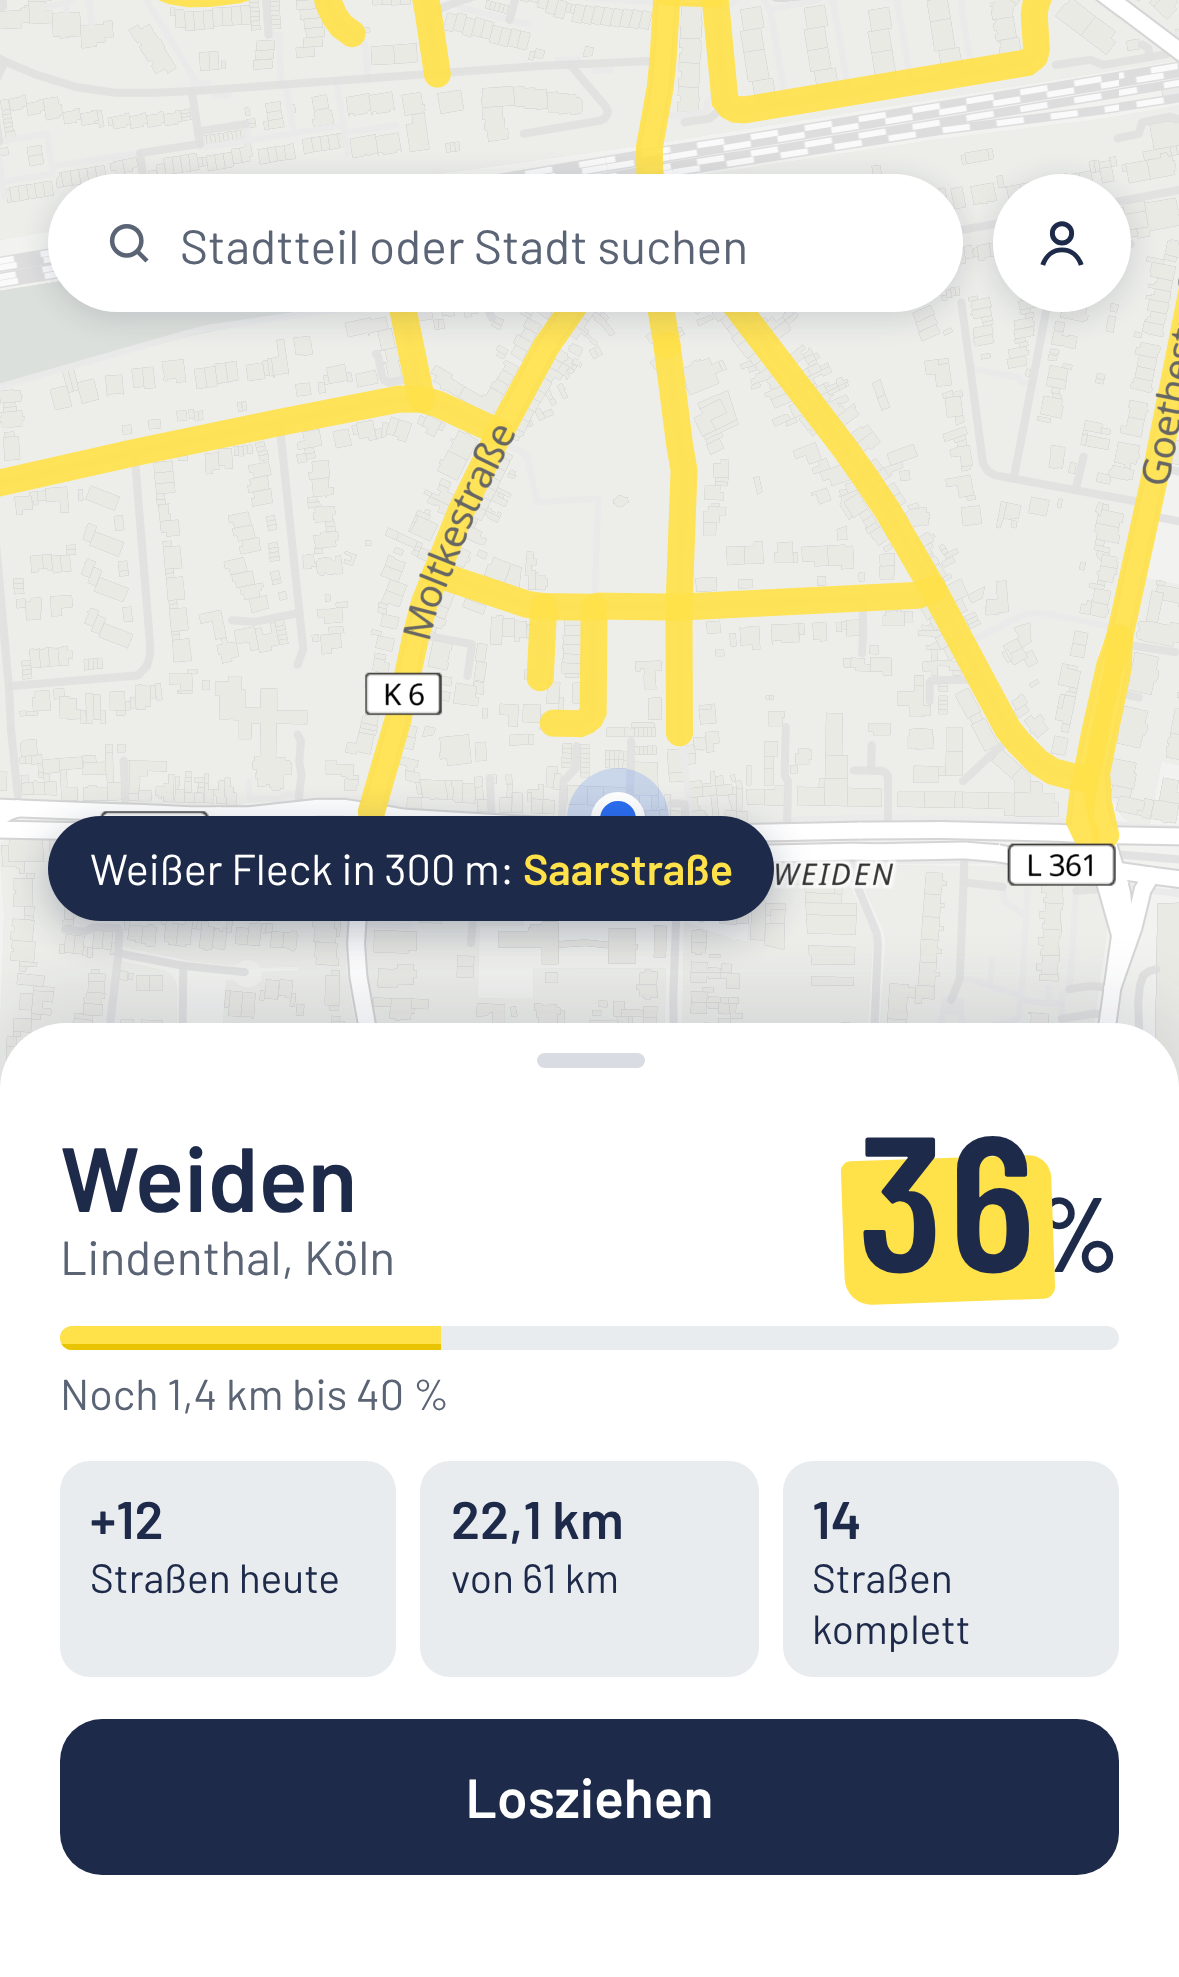 Stadtteil oder Stadt suchen
Moltkestraße
K 6
Weißer Fleck in 300 m: Saarstraße
WEIDEN
L 361
Weiden
Lindenthal, Köln
36 %
Noch 1,4 km bis 40 %
+12
Straßen heute
22,1 km
von 61 km
14
Straßen
komplett
Losziehen